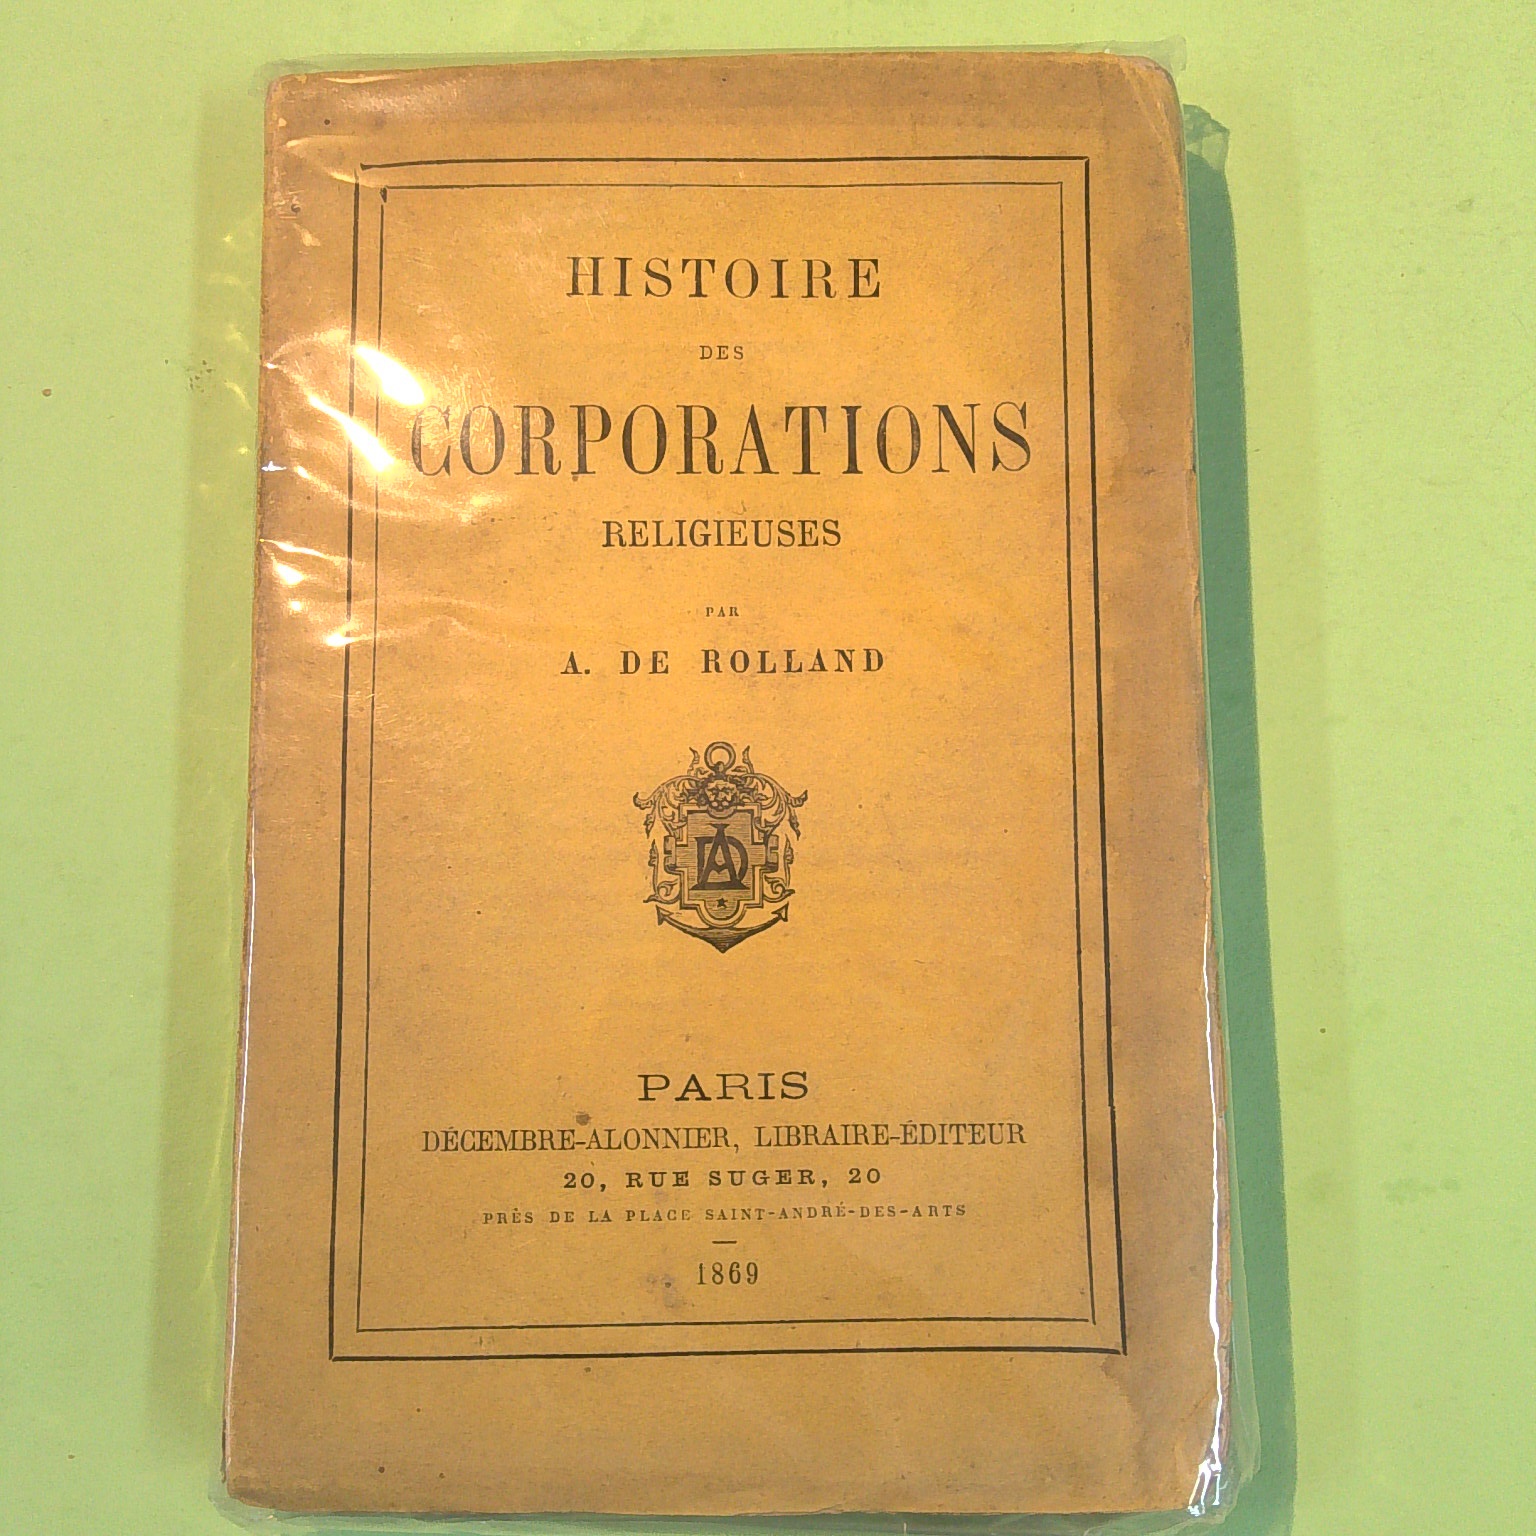 HISTOIRE
DES
CORPORATIONS
RELIGIEUSES
PAR
A. DE ROLLAND
DA
PARIS
DÉCEMBRE-ALONNIER, LIBRAIRE-ÉDITEUR
20, RUE SUGER, 20
PRÈS DE LA PLACE SAINT-ANDRÉ-DES-ARTS
1869